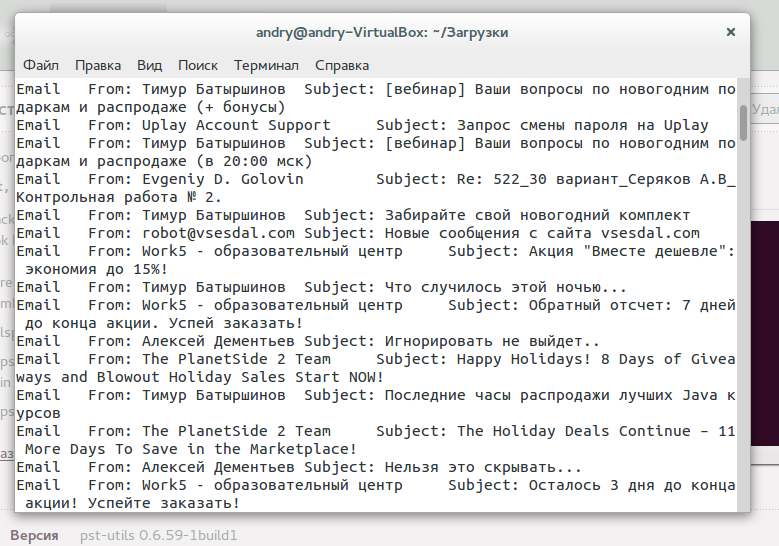 andry@andry-VirtualBox: ~/Загрузки
Файл Правка Вид Поиск Терминал Справка
Email From: Тимур Батыршинов Subject: [вебинар] Ваши вопросы по новогодним по
даркам и распродаже (+ бонусы)
Email From: Uplay Account Support Subject: Запрос смены пароля на Uplay
Email From: Тимур Батыршинов Subject: [вебинар] Ваши вопросы по новогодним по
даркам и распродаже (в 20:00 мск)
Email From: Evgeniy D. Golovin Subject: Re: 522_30 вариант_Серяков А.В_
Контрольная работа № 2.
Email From: Тимур Батыршинов Subject: Забирайте свой новогодний комплект
Email From: robot@vsesdal.com Subject: Новые сообщения с сайта vsesdal.com
Email From: Work5 - образовательный центр Subject: Акция "Вместе дешевле":
экономия до 15%!
Email From: Тимур Батыршинов Subject: Что случилось этой ночью...
Email From: Work5 - образовательный центр Subject: Обратный отсчет: 7 дней
до конца акции. Успей заказать!
Email From: Алексей Дементьев Subject: Игнорировать не выйдет..
Email From: The PlanetSide 2 Team Subject: Happy Holidays! 8 Days of Givea
ways and Blowout Holiday Sales Start NOW!
Email From: Тимур Батыршинов Subject: Последние часы распродажи лучших Java к
урсов
Email From: The PlanetSide 2 Team Subject: The Holiday Deals Continue – 11
More Days To Save in the Marketplace!
Email From: Алексей Дементьев Subject: Нельзя это скрывать...
Email From: Work5 - образовательный центр Subject: Осталось 3 дня до конца
акции! Успейте заказать!
Версия pst-utils 0.6.59-1build1